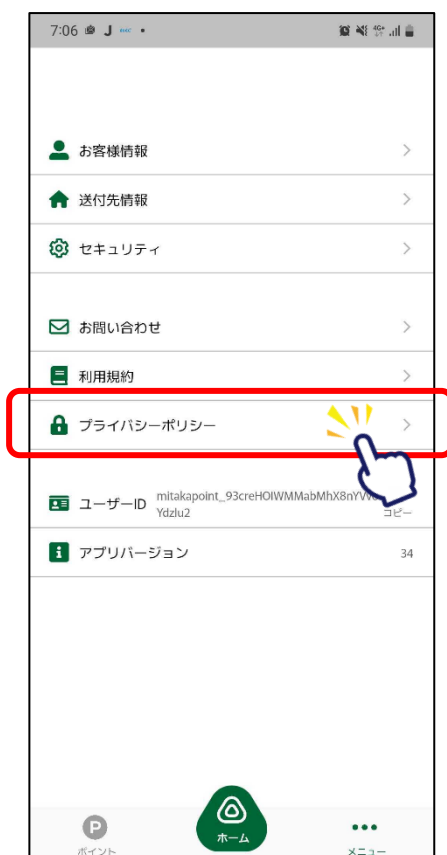 7:06
お客様情報
送付先情報
セキュリティ
お問い合わせ
利用規約
プライバシーポリシー
ユーザーID
mitakapoint_93creHOlWMMabMhX8nYV
Ydzlu2
コピー
アプリバージョン 34
ポイント
ホーム
メニュー